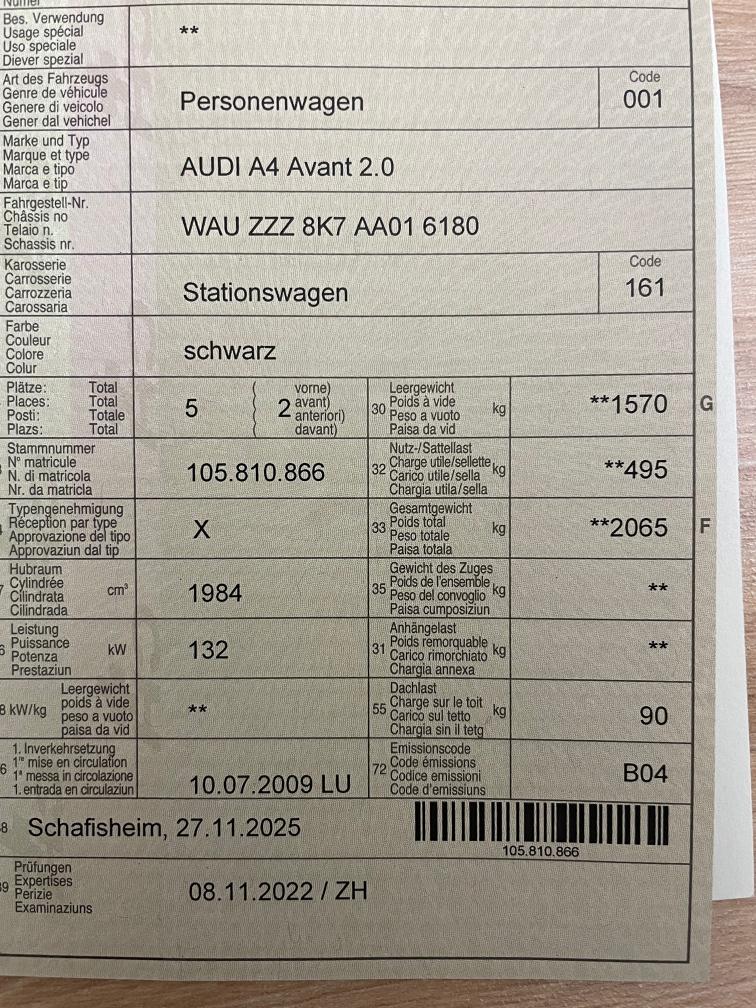 Numer
Bes. Verwendung
Usage spécial
Uso speciale
Diever spezial
**
Art des Fahrzeugs
Genre de véhicule
Genere di veicolo
Gener dal vehichel
Personenwagen
Code
001
Marke und Typ
Marque et type
Marca e tipo
Marca e tip
AUDI A4 Avant 2.0
Fahrgestell-Nr.
Châssis no
Telaio n.
Schassis nr.
WAU ZZZ 8K7 AA01 6180
Karosserie
Carrosserie
Carrozzeria
Carossaria
Stationswagen
Code
161
Farbe
Couleur
Colore
Colur
schwarz
Plätze: Total
Places: Total
Posti: Totale
Plazs: Total
5
( vorne)
2 avant)
anteriori)
( davant)
30
Leergewicht
Poids à vide
Peso a vuoto
Paisa da vid
kg
**1570
G
Stammnummer
N° matricule
N. di matricola
Nr. da matricla
105.810.866
32
Nutz-/Sattellast
Charge utile/sellette
Carico utile/sella
Chargia utila/sella
kg
**495
Typengenehmigung
Réception par type
Approvazione del tipo
Approvaziun dal tip
X
33
Gesamtgewicht
Poids total
Peso totale
Paisa totala
kg
**2065
F
Hubraum
Cylindrée
Cilindrata
Cilindrada
cm³
1984
35
Gewicht des Zuges
Poids de l'ensemble
Peso del convoglio
Paisa cumposiziun
kg
**
6
Leistung
Puissance
Potenza
Prestaziun
kW
132
31
Anhängelast
Poids remorquable
Carico rimorchiato
Chargia annexa
kg
**
8 kW/kg
Leergewicht
poids à vide
peso a vuoto
paisa da vid
**
55
Dachlast
Charge sur le toit
Carico sul tetto
Chargia sin il tetg
kg
90
6
1. Inverkehrsetzung
1re mise en circulation
1a messa in circolazione
1. entrada en circulaziun
10.07.2009 LU
72
Emissionscode
Code émissions
Codice emissioni
Code d'emissiuns
B04
8
Schafisheim, 27.11.2025
105.810.866
39
Prüfungen
Expertises
Perizie
Examinaziuns
08.11.2022 / ZH